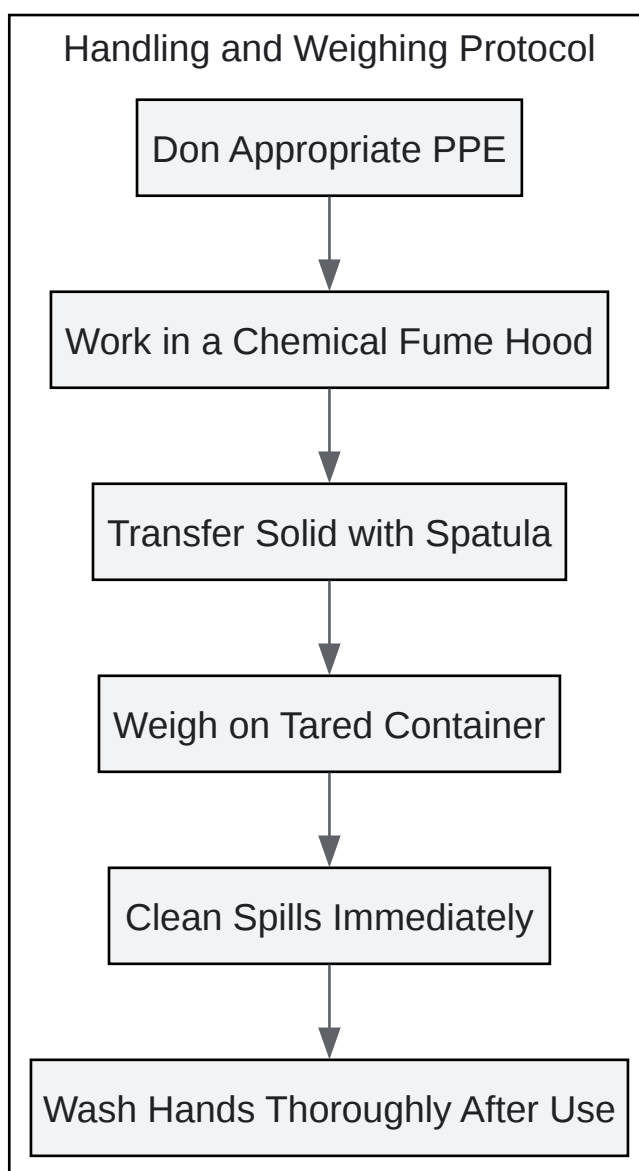 Handling and Weighing Protocol
Don Appropriate PPE
Work in a Chemical Fume Hood
Transfer Solid with Spatula
Weigh on Tared Container
Clean Spills Immediately
Wash Hands Thoroughly After Use